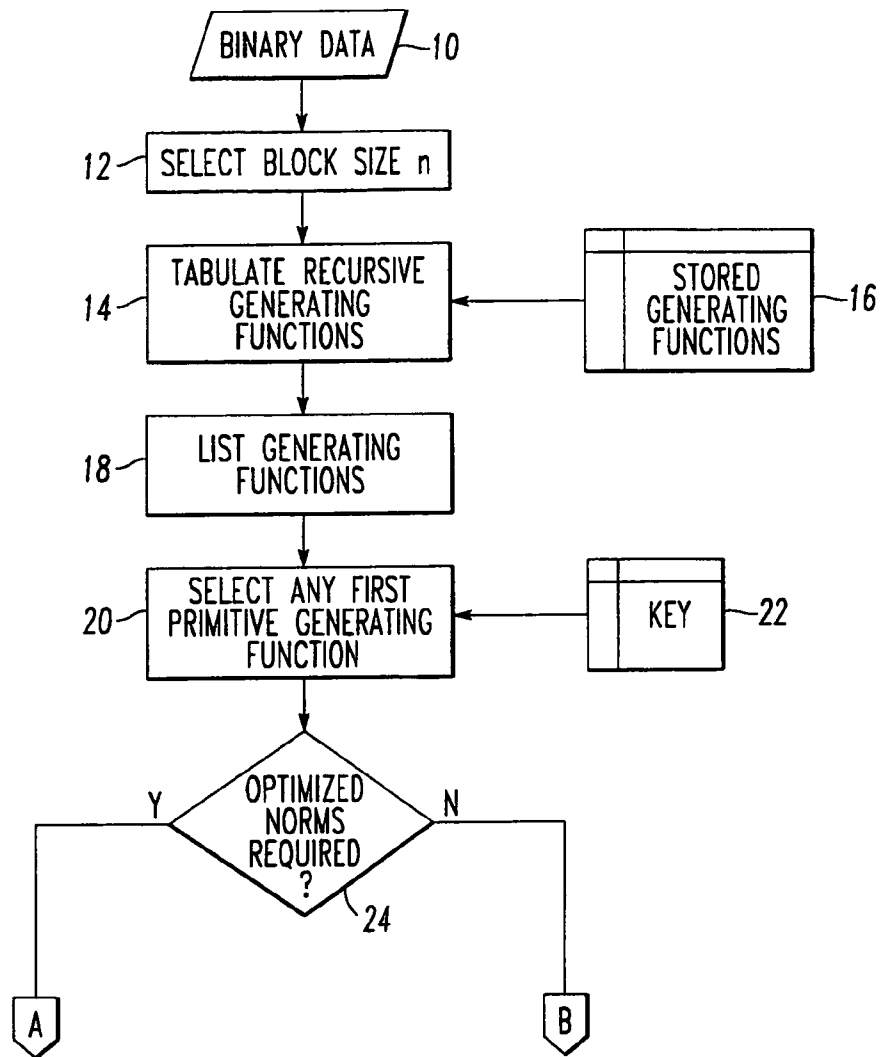 BINARY DATA
10
12
SELECT BLOCK SIZE n
14
TABULATE RECURSIVE
GENERATING
FUNCTIONS
STORED
GENERATING
FUNCTIONS
16
18
LIST GENERATING
FUNCTIONS
20
SELECT ANY FIRST
PRIMITIVE GENERATING
FUNCTION
KEY
22
Y
OPTIMIZED
NORMS
REQUIRED
?
N
24
A
B